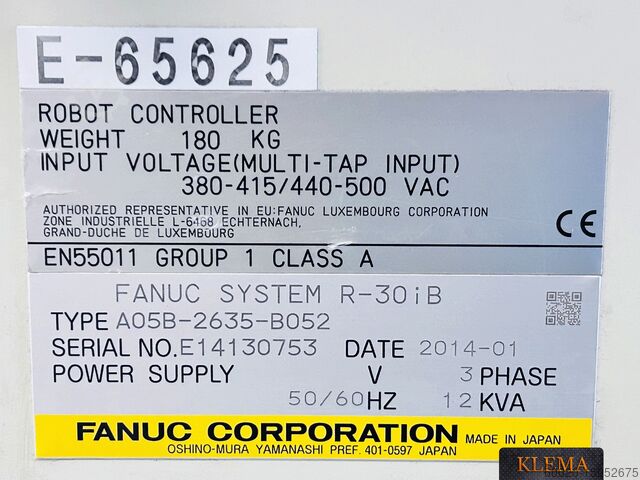 E-65625
ROBOT CONTROLLER
WEIGHT 180 KG
INPUT VOLTAGE(MULTI-TAP INPUT)
380-415/440-500 VAC
AUTHORIZED REPRESENTATIVE IN EU:FANUC LUXEMBOURG CORPORATION
ZONE INDUSTRIELLE L-6468 ECHTERNACH,
GRAND-DUCHE DE LUXEMBOURG
CE
EN55011 GROUP 1 CLASS A
FANUC SYSTEM R-30iB
TYPE A05B-2635-B052
SERIAL NO.E14130753 DATE 2014-01
POWER SUPPLY V 3 PHASE
50/60HZ 12 KVA
FANUC CORPORATION MADE IN JAPAN
OSHINO-MURA YAMANASHI PREF. 401-0597 JAPAN
KLEMA